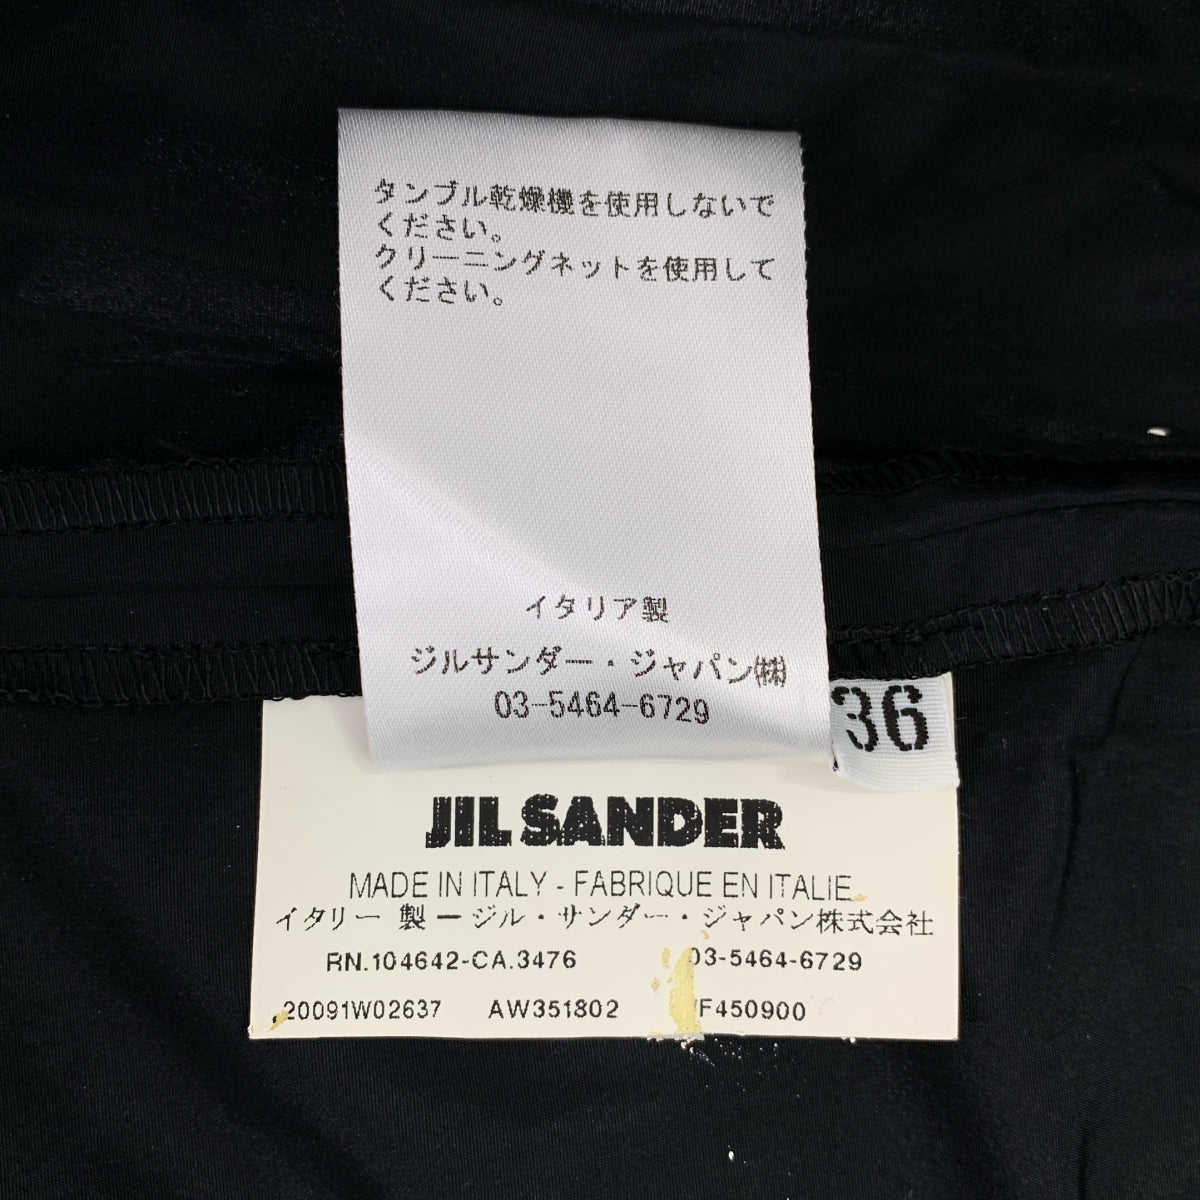 タンブル乾燥機を使用しないで
ください。
クリーニングネットを使用して
ください。
イタリア製
ジルサンダー・ジャパン㈱
03-5464-6729
36
JIL SANDER
MADE IN ITALY - FABRIQUE EN ITALIE
イタリー 製 ー ジル・サンダー・ジャパン株式会社
RN.104642-CA.3476 03-5464-6729
20091W02637 AW351802 F450900